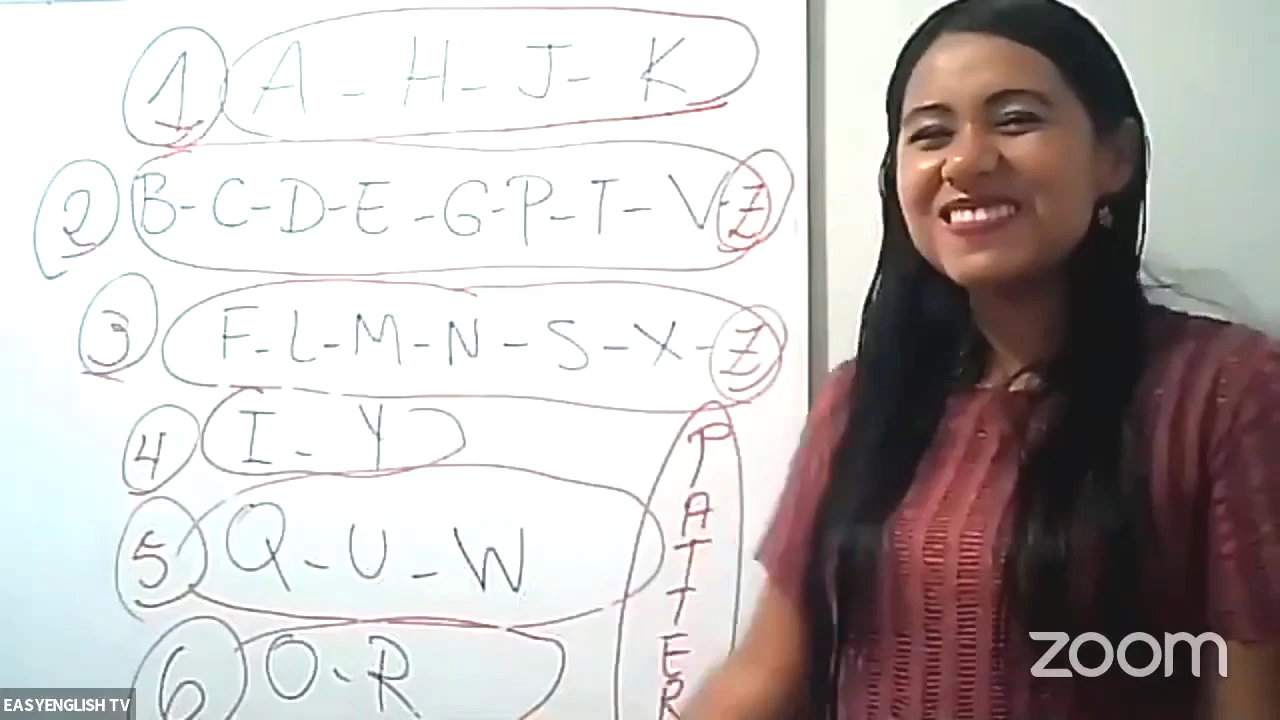 1 A - H - J - K
2 B - C - D - E - G - P - T - V - Z
3 F - L - M - N - S - X - Z
4 I - Y
5 Q - U - W
6 O - R
PATTER
EASYENGLISH TV
zoom